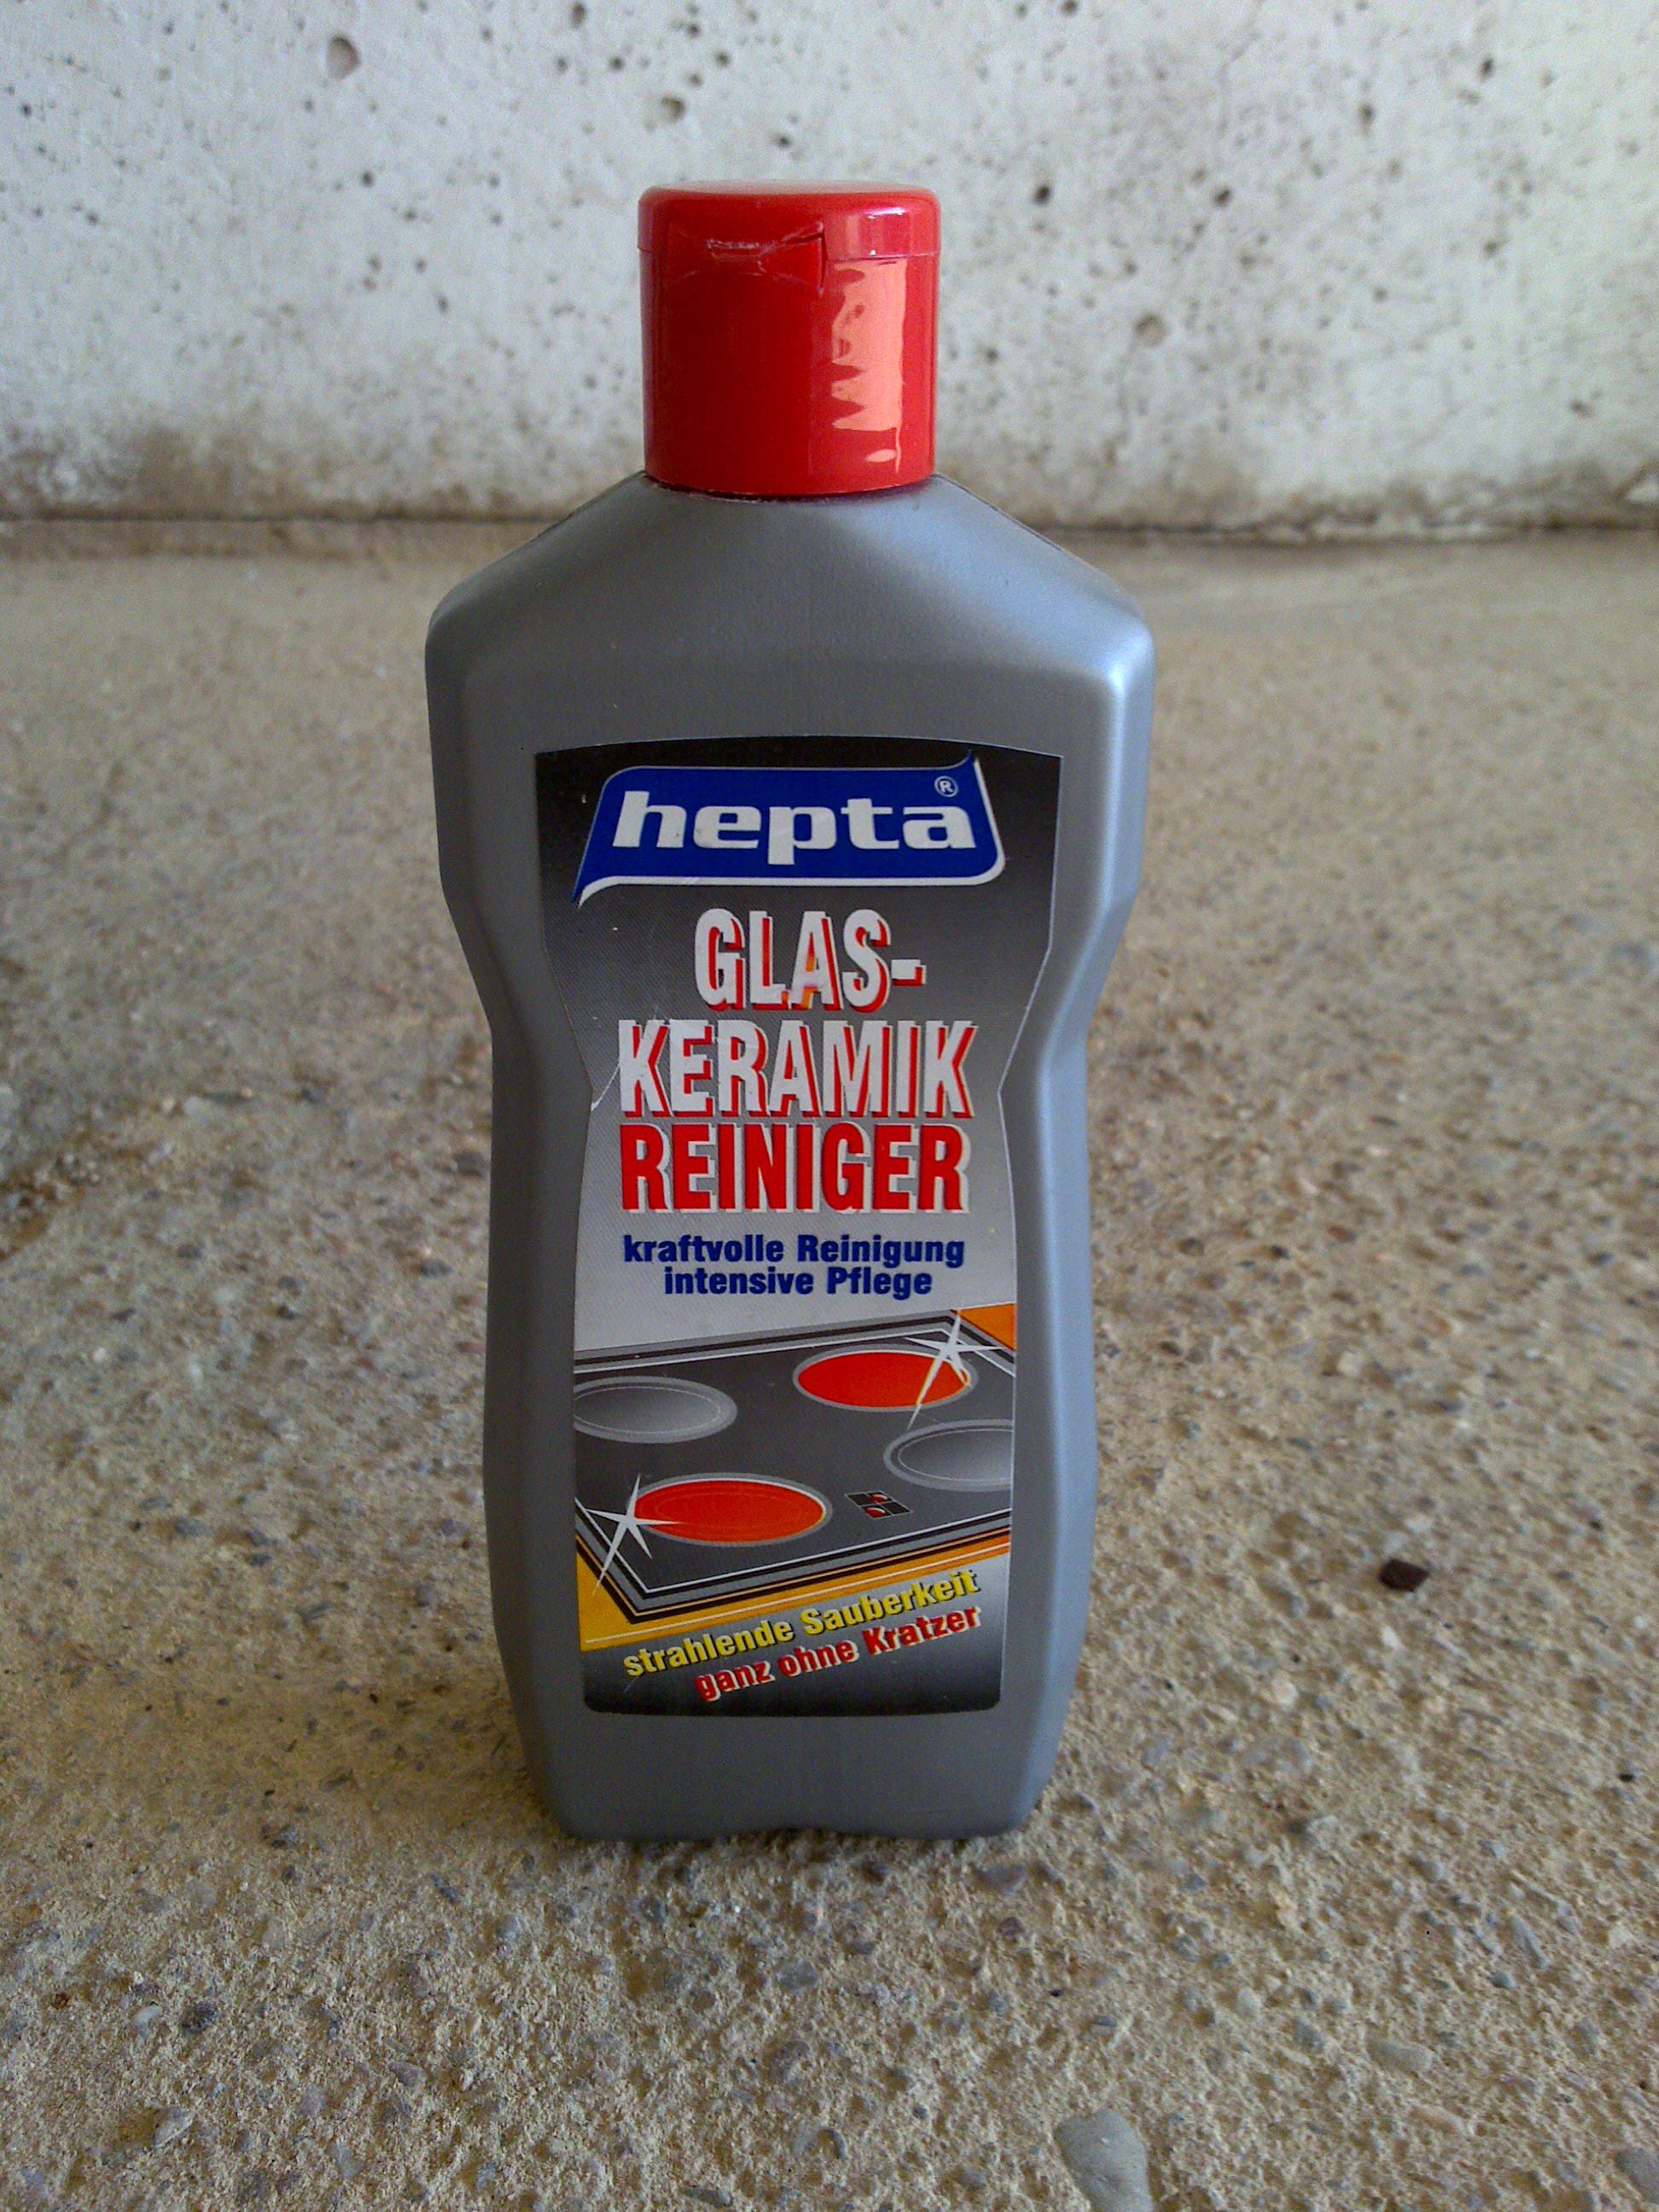 hepta®
GLAS-
KERAMIK
REINIGER
kraftvolle Reinigung
intensive Pflege
strahlende Sauberkeit
ganz ohne Kratzer